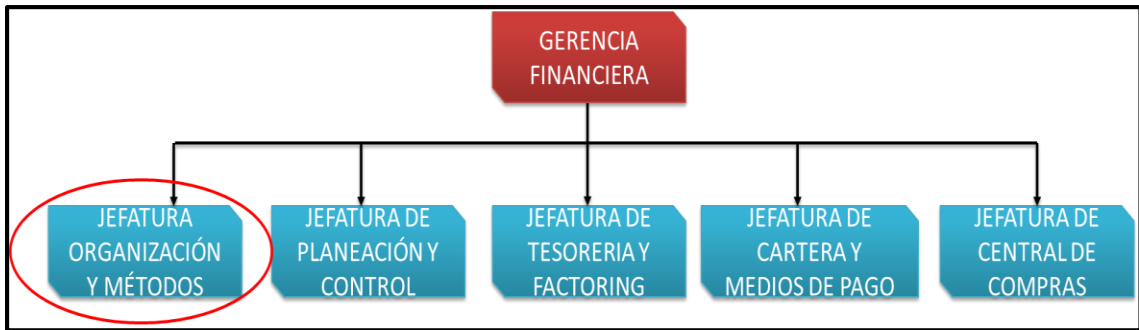 GERENCIA
FINANCIERA
JEFATURA
ORGANIZACIÓN
Y MÉTODOS
JEFATURA DE
PLANEACIÓN Y
CONTROL
JEFATURA DE
TESORERIA Y
FACTORING
JEFATURA DE
CARTERA Y
MEDIOS DE PAGO
JEFATURA DE
CENTRAL DE
COMPRAS